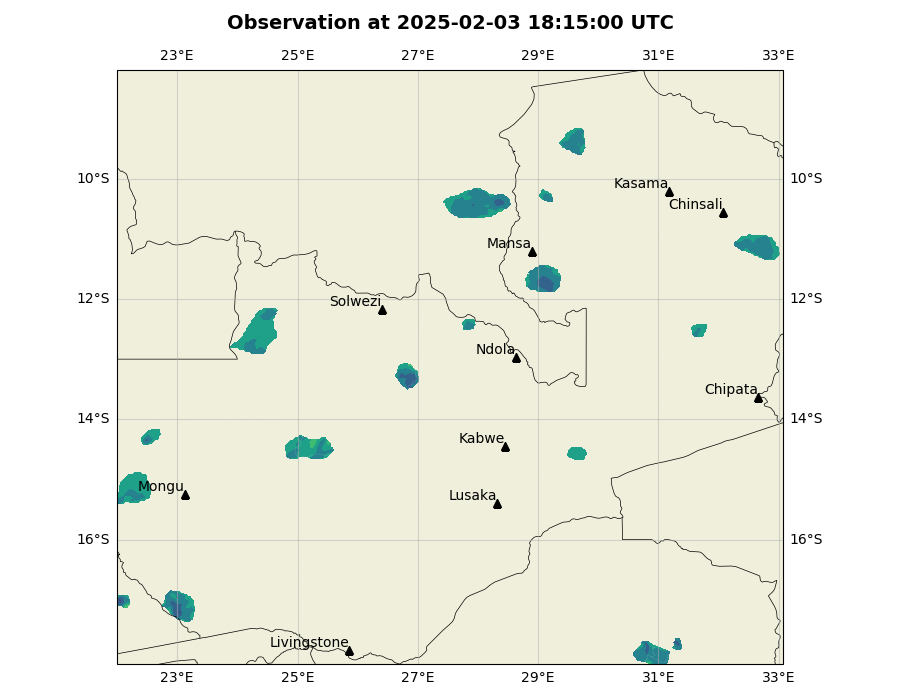 Observation at 2025-02-03 18:15:00 UTC
23°E 25°E 27°E 29°E 31°E 33°E
10°S 10°S
Kasama
Chinsali
Mansa
12°S 12°S
Solwezi
Ndola
Chipata
14°S 14°S
Kabwe
Mongu
Lusaka
16°S 16°S
Livingstone
23°E 25°E 27°E 29°E 31°E 33°E